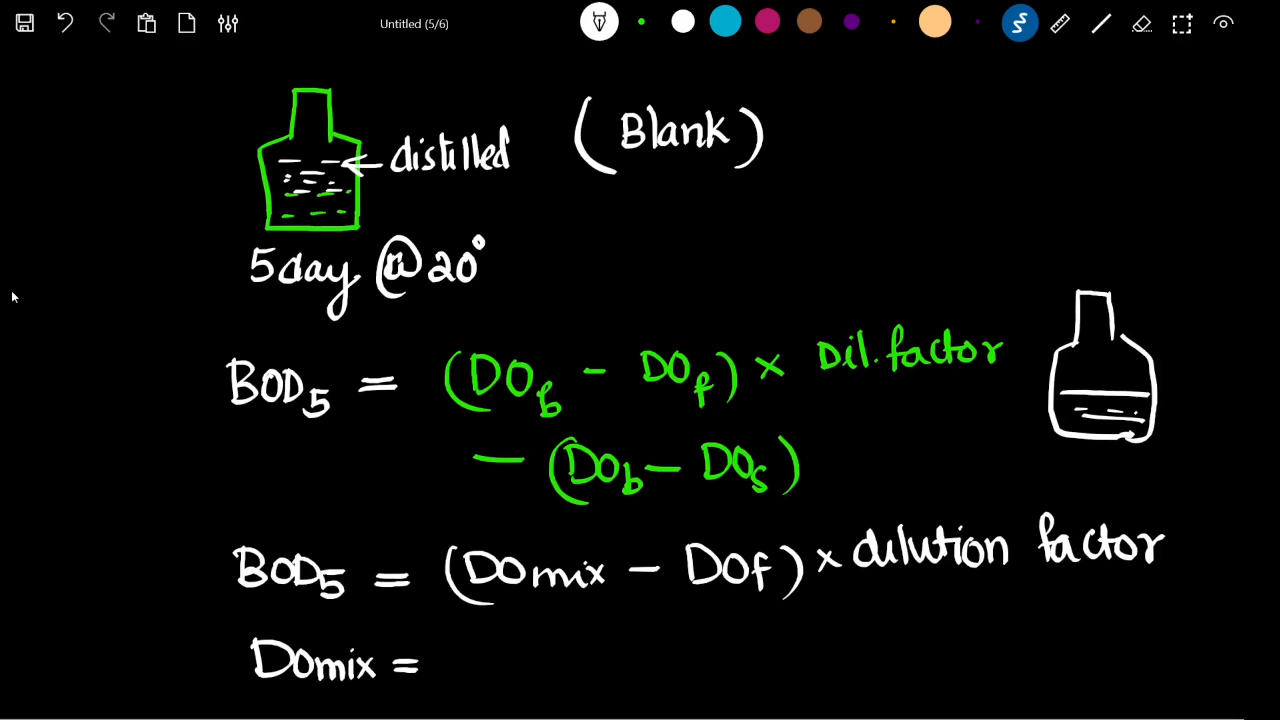 Untitled (5/6)
distilled (Blank)
5day @ 20°
BOD5 = (DOb - DOf) × Dil. factor
- (DOb - DOs)
BOD5 = (DOmix - DOf) × dilution factor
DOmix =